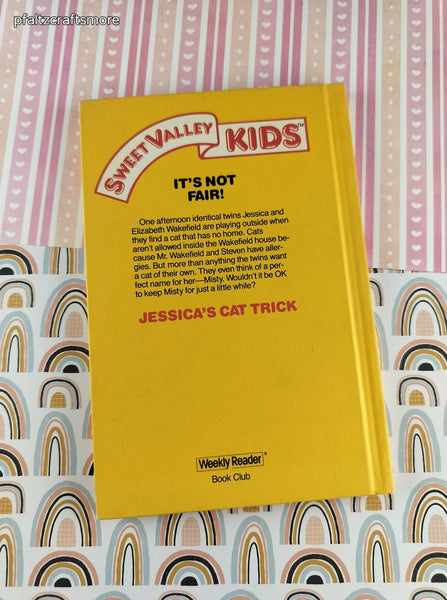 pfaltzcraftsmore
SWEET VALLEY KIDS™
IT'S NOT
FAIR!
One afternoon identical twins Jessica and
Elizabeth Wakefield are playing outside when
they find a cat that has no home. Cats
aren't allowed inside the Wakefield house be-
cause Mr. Wakefield and Steven have aller-
gies. But more than anything the twins want
a cat of their own. They even think of a per-
fect name for her—Misty. Wouldn't it be OK
to keep Misty for just a little while?
JESSICA'S CAT TRICK
Weekly Reader®
Book Club